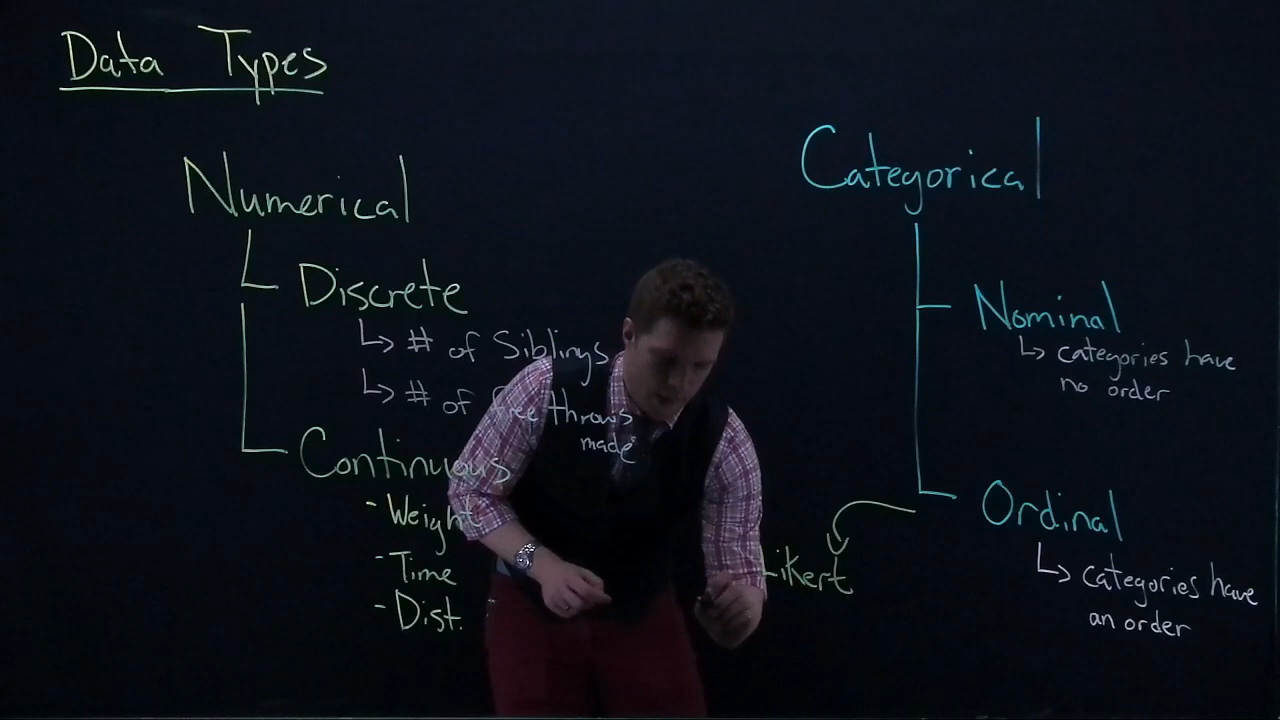 Data Types
Numerical
Discrete
# of Siblings
# of free throws
made
Continuous
- Weight
- Time
- Dist.
Categorical
Nominal
categories have
no order
Ordinal
categories have
an order
Likert